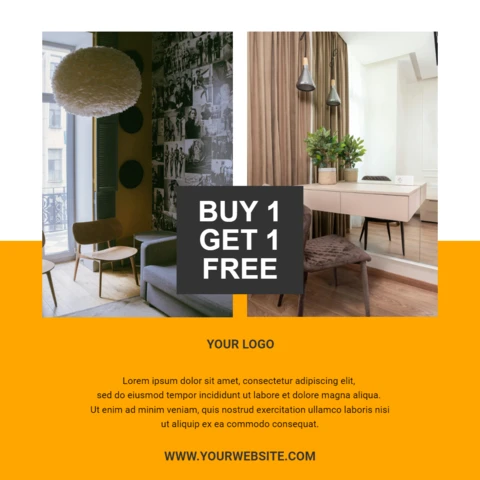 BUY 1
GET 1
FREE
YOUR LOGO
Lorem ipsum dolor sit amet, consectetur adipiscing elit,
sed do eiusmod tempor incididunt ut labore et dolore magna aliqua.
Ut enim ad minim veniam, quis nostrud exercitation ullamco laboris nisi
ut aliquip ex ea commodo consequat.
WWW.YOURWEBSITE.COM